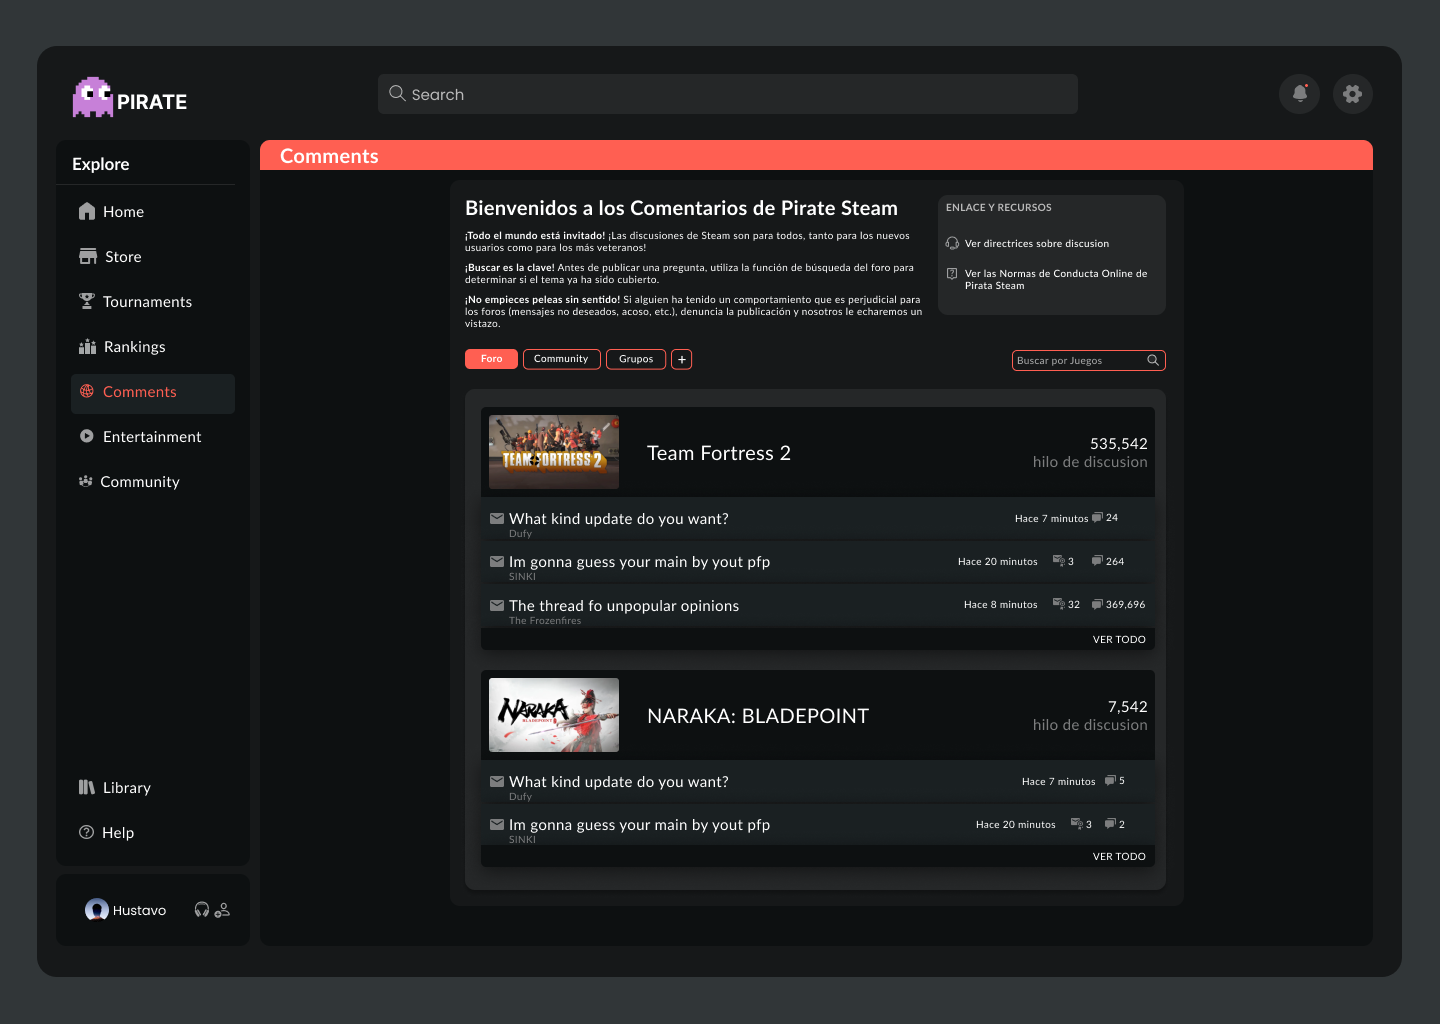 PIRATE
Search
Explore
Home
Store
Tournaments
Rankings
Comments
Entertainment
Community
Library
Help
Hustavo
Comments
Bienvenidos a los Comentarios de Pirate Steam
¡Todo el mundo está invitado! ¡Las discusiones de Steam son para todos, tanto para los nuevos
usuarios como para los más veteranos!
¡Buscar es la clave! Antes de publicar una pregunta, utiliza la función de búsqueda del foro para
determinar si el tema ya ha sido cubierto.
¡No empieces peleas sin sentido! Si alguien ha tenido un comportamiento que es perjudicial para
los foros (mensajes no deseados, acoso, etc.), denuncia la publicación y nosotros le echaremos un
vistazo.
ENLACE Y RECURSOS
Ver directrices sobre discusion
Ver las Normas de Conducta Online de
Pirata Steam
Foro
Community
Grupos
+
Buscar por Juegos
TEAM FORTRESS 2
Team Fortress 2
535,542
hilo de discusion
What kind update do you want?
Dufy
Hace 7 minutos 24
Im gonna guess your main by yout pfp
SINKI
Hace 20 minutos 3 264
The thread fo unpopular opinions
The Frozenfires
Hace 8 minutos 32 369,696
VER TODO
NARAKA
BLADEPOINT
NARAKA: BLADEPOINT
7,542
hilo de discusion
What kind update do you want?
Dufy
Hace 7 minutos 5
Im gonna guess your main by yout pfp
SINKI
Hace 20 minutos 3 2
VER TODO